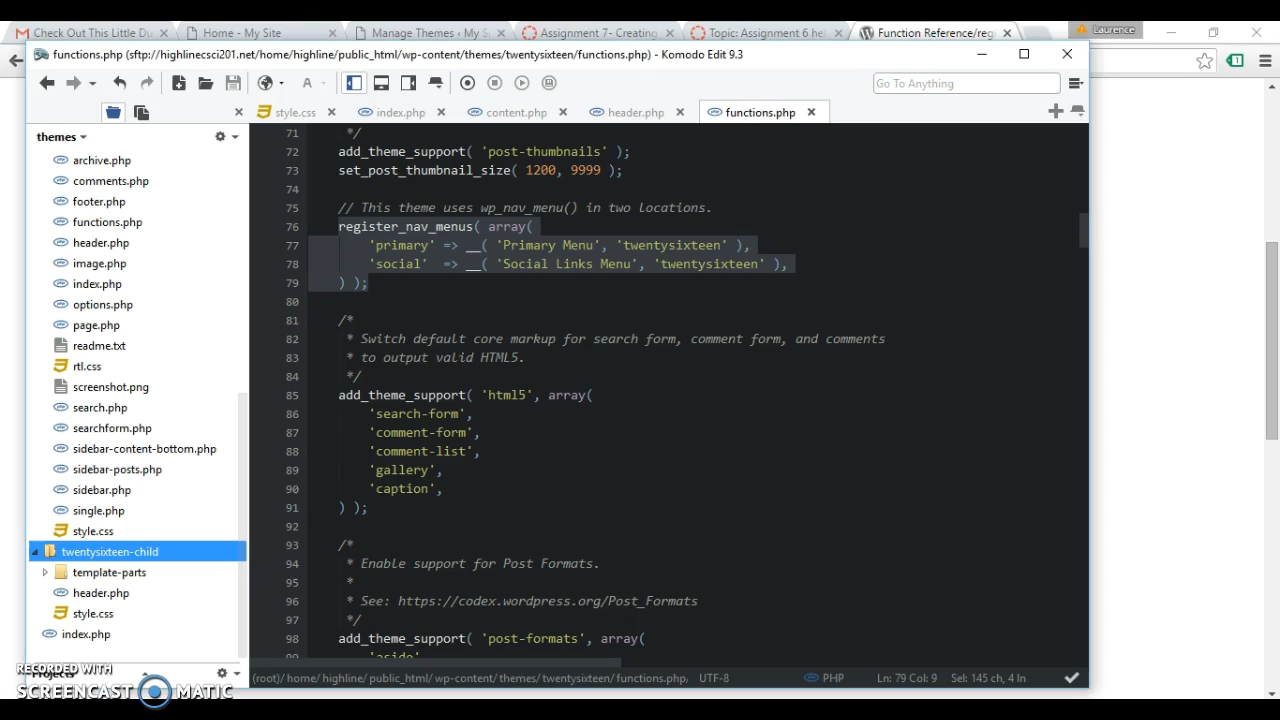 Check Out This Little Du
Home - My Site
Manage Themes ‹ My S
Assignment 7- Creating
Topic: Assignment 6 help
Function Reference/reg
Laurence
functions.php (sftp://highlinecsci201.net/home/highline/public_html/wp-content/themes/twentysixteen/functions.php) - Komodo Edit 9.3
Go To Anything
style.css
index.php
content.php
header.php
functions.php
themes
archive.php
comments.php
footer.php
functions.php
header.php
image.php
index.php
options.php
page.php
readme.txt
rtl.css
screenshot.png
search.php
searchform.php
sidebar-content-bottom.php
sidebar-posts.php
sidebar.php
single.php
style.css
twentysixteen-child
template-parts
header.php
style.css
index.php
Projects
71 */
72 add_theme_support( 'post-thumbnails' );
73 set_post_thumbnail_size( 1200, 9999 );
74
75 // This theme uses wp_nav_menu() in two locations.
76 register_nav_menus( array(
77 'primary' => __( 'Primary Menu', 'twentysixteen' ),
78 'social'  => __( 'Social Links Menu', 'twentysixteen' ),
79 ) );
80
81 /*
82 * Switch default core markup for search form, comment form, and comments
83 * to output valid HTML5.
84 */
85 add_theme_support( 'html5', array(
86 'search-form',
87 'comment-form',
88 'comment-list',
89 'gallery',
90 'caption',
91 ) );
92
93 /*
94 * Enable support for Post Formats.
95 *
96 * See: https://codex.wordpress.org/Post_Formats
97 */
98 add_theme_support( 'post-formats', array(
99 'aside'
(root)/ home/ highline/ public_html/ wp-content/ themes/ twentysixteen/ functions.php,
UTF-8
PHP
Ln: 79 Col: 9
Sel: 145 ch, 4 ln
RECORDED WITH
SCREENCAST MATIC